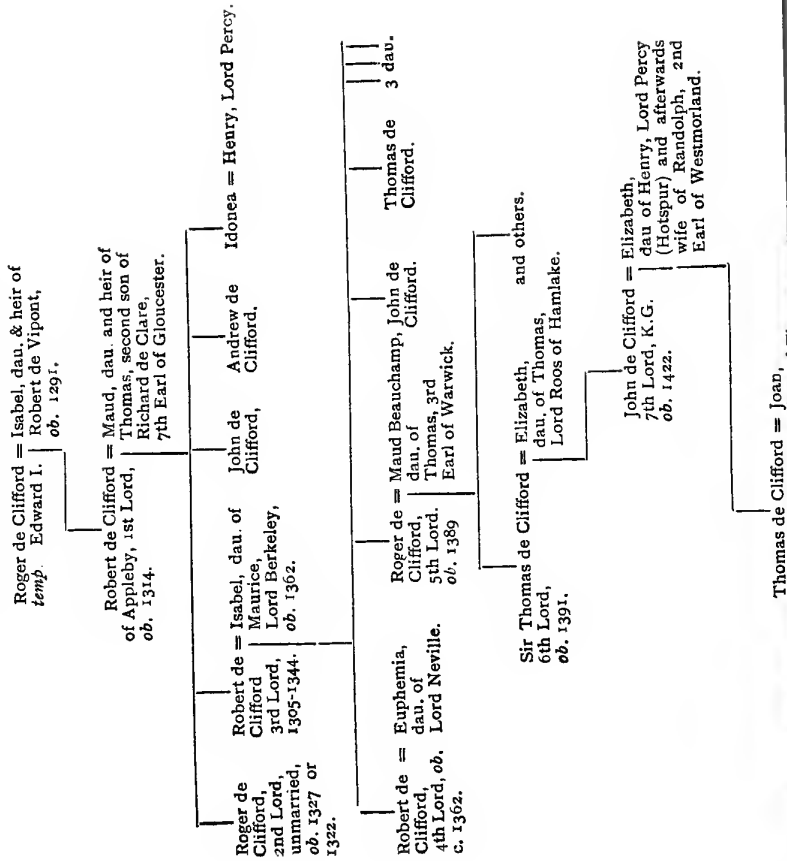 Roger de Clifford = Isabel, dau. & heir of
temp. Edward I. Robert de Vipont,
ob. 1291.
Robert de Clifford = Maud, dau. and heir of
of Appleby, 1st Lord, Thomas, second son of
ob. 1314. Richard de Clare,
7th Earl of Gloucester.
Roger de
Clifford,
2nd Lord,
unmarried,
ob. 1327 or
1322.
Robert de = Isabel, dau. of
Clifford Maurice,
3rd Lord, Lord Berkeley,
1305-1344. ob. 1362.
John de
Clifford,
Andrew de
Clifford.
Idonea = Henry, Lord Percy.
Robert de = Euphemia,
Clifford, dau. of
4th Lord, ob. Lord Neville.
c. 1362.
Roger de = Maud Beauchamp,
Clifford, dau. of
5th Lord. Thomas, 3rd
ob. 1389 Earl of Warwick.
John de
Clifford.
Thomas de
Clifford.
3 dau.
Sir Thomas de Clifford = Elizabeth,
6th Lord, dau. of Thomas,
ob. 1391. Lord Roos of Hamlake.
and others.
John de Clifford = Elizabeth,
7th Lord, K.G. dau of Henry, Lord Percy
ob. 1422. (Hotspur) and afterwards
wife of Randolph, 2nd
Earl of Westmorland.
Thomas de Clifford = Joan,